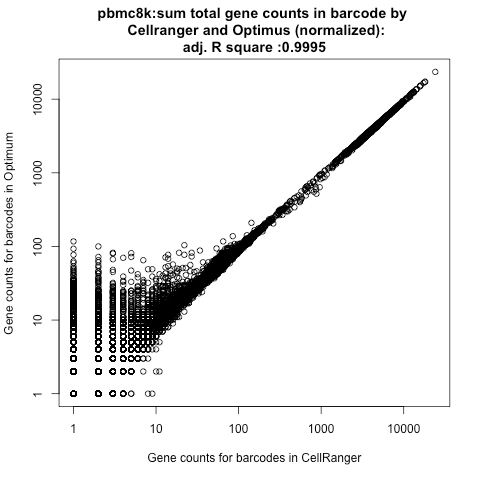 pbmc8k:sum total gene counts in barcode by
Cellranger and Optimus (normalized):
adj. R square :0.9995
Gene counts for barcodes in Optimum
10000
1000
100
10
1
1 10 100 1000 10000
Gene counts for barcodes in CellRanger